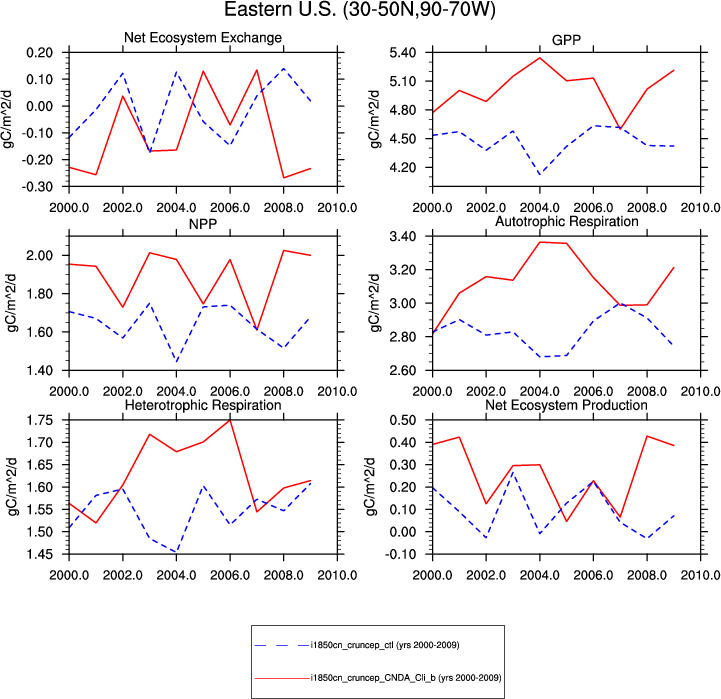 Eastern U.S. (30-50N,90-70W)
Net Ecosystem Exchange
gC/m^2/d
0.20
0.10
0.00
-0.10
-0.20
-0.30
2000.0 2002.0 2004.0 2006.0 2008.0 2010.0
GPP
gC/m^2/d
5.40
5.10
4.80
4.50
4.20
2000.0 2002.0 2004.0 2006.0 2008.0 2010.0
NPP
gC/m^2/d
2.00
1.80
1.60
1.40
2000.0 2002.0 2004.0 2006.0 2008.0 2010.0
Autotrophic Respiration
gC/m^2/d
3.40
3.20
3.00
2.80
2.60
2000.0 2002.0 2004.0 2006.0 2008.0 2010.0
Heterotrophic Respiration
gC/m^2/d
1.75
1.70
1.65
1.60
1.55
1.50
1.45
2000.0 2002.0 2004.0 2006.0 2008.0 2010.0
Net Ecosystem Production
gC/m^2/d
0.50
0.40
0.30
0.20
0.10
0.00
-0.10
2000.0 2002.0 2004.0 2006.0 2008.0 2010.0
i1850cn_cruncep_ctl (yrs 2000-2009)
i1850cn_cruncep_CNDA_Cli_b (yrs 2000-2009)